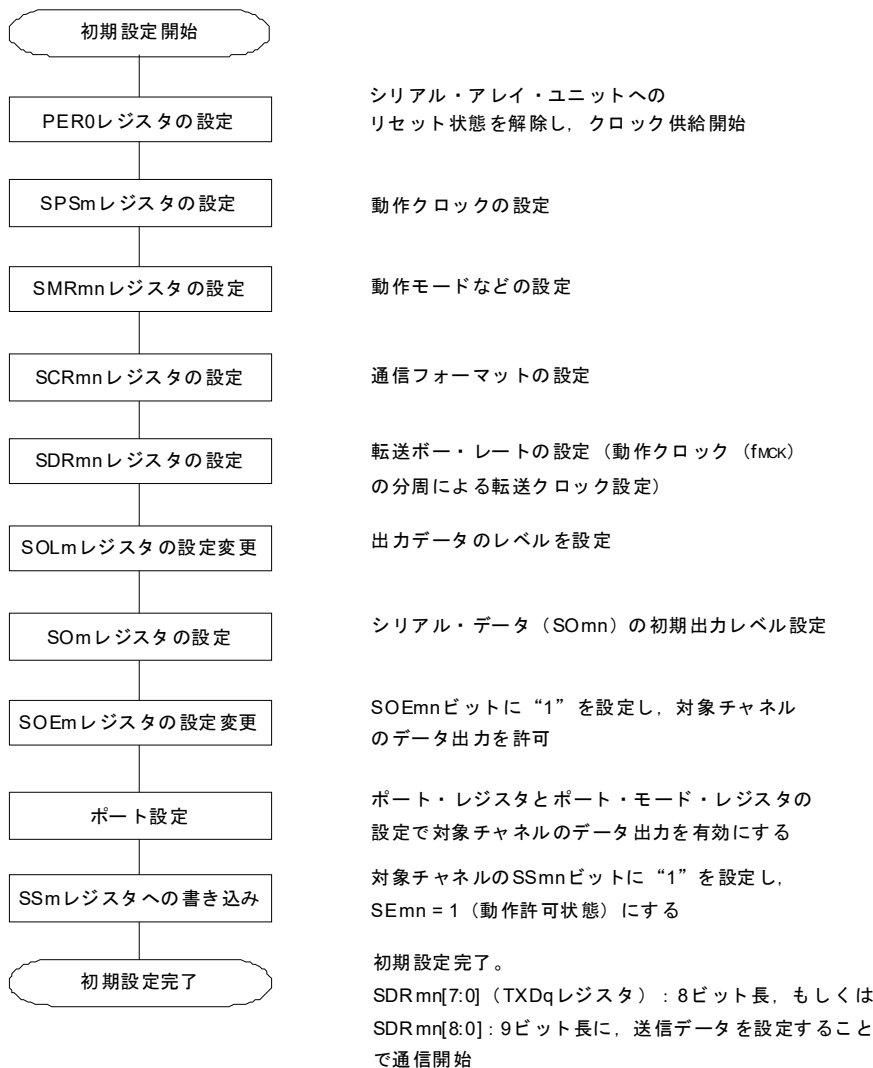 初期設定開始
PER0レジスタの設定
シリアル・アレイ・ユニットへの
リセット状態を解除し，クロック供給開始
SPSmレジスタの設定
動作クロックの設定
SMRmnレジスタの設定
動作モードなどの設定
SCRmnレジスタの設定
通信フォーマットの設定
SDRmnレジスタの設定
転送ボー・レートの設定（動作クロック（fMCK）
の分周による転送クロック設定）
SOLmレジスタの設定変更
出力データのレベルを設定
SOmレジスタの設定
シリアル・データ（SOmn）の初期出力レベル設定
SOEmレジスタの設定変更
SOEmnビットに“1”を設定し，対象チャネル
のデータ出力を許可
ポート設定
ポート・レジスタとポート・モード・レジスタの
設定で対象チャネルのデータ出力を有効にする
SSmレジスタへの書き込み
対象チャネルのSSmnビットに“1”を設定し，
SEmn = 1（動作許可状態）にする
初期設定完了
初期設定完了。
SDRmn[7:0]（TXDqレジスタ）：8ビット長，もしくは
SDRmn[8:0]：9ビット長に，送信データを設定すること
で通信開始